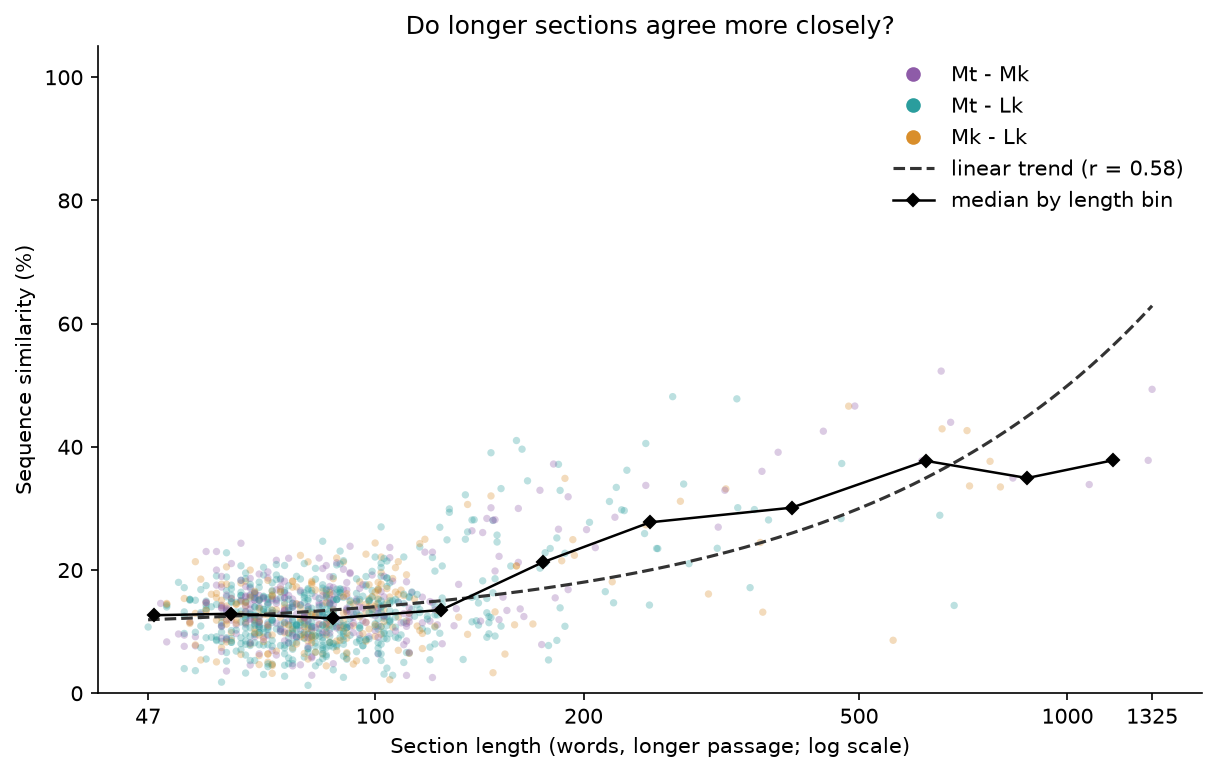 Do longer sections agree more closely?
Mt - Mk
Mt - Lk
Mk - Lk
linear trend (r = 0.58)
median by length bin
Sequence similarity (%)
100
80
60
40
20
0
47
100
200
500
1000
1325
Section length (words, longer passage; log scale)